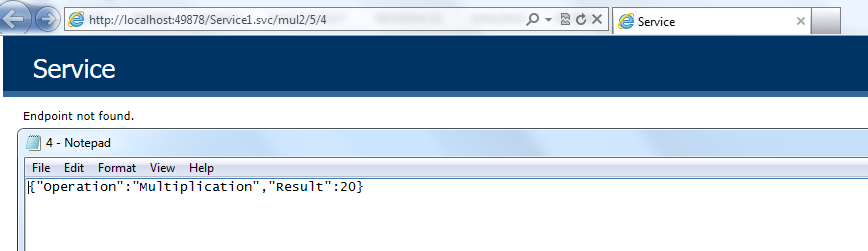 http://localhost:49878/Service1.svc/mul2/5/4
Service
Service
Endpoint not found.
4 - Notepad
File Edit Format View Help
{"Operation":"Multiplication","Result":20}